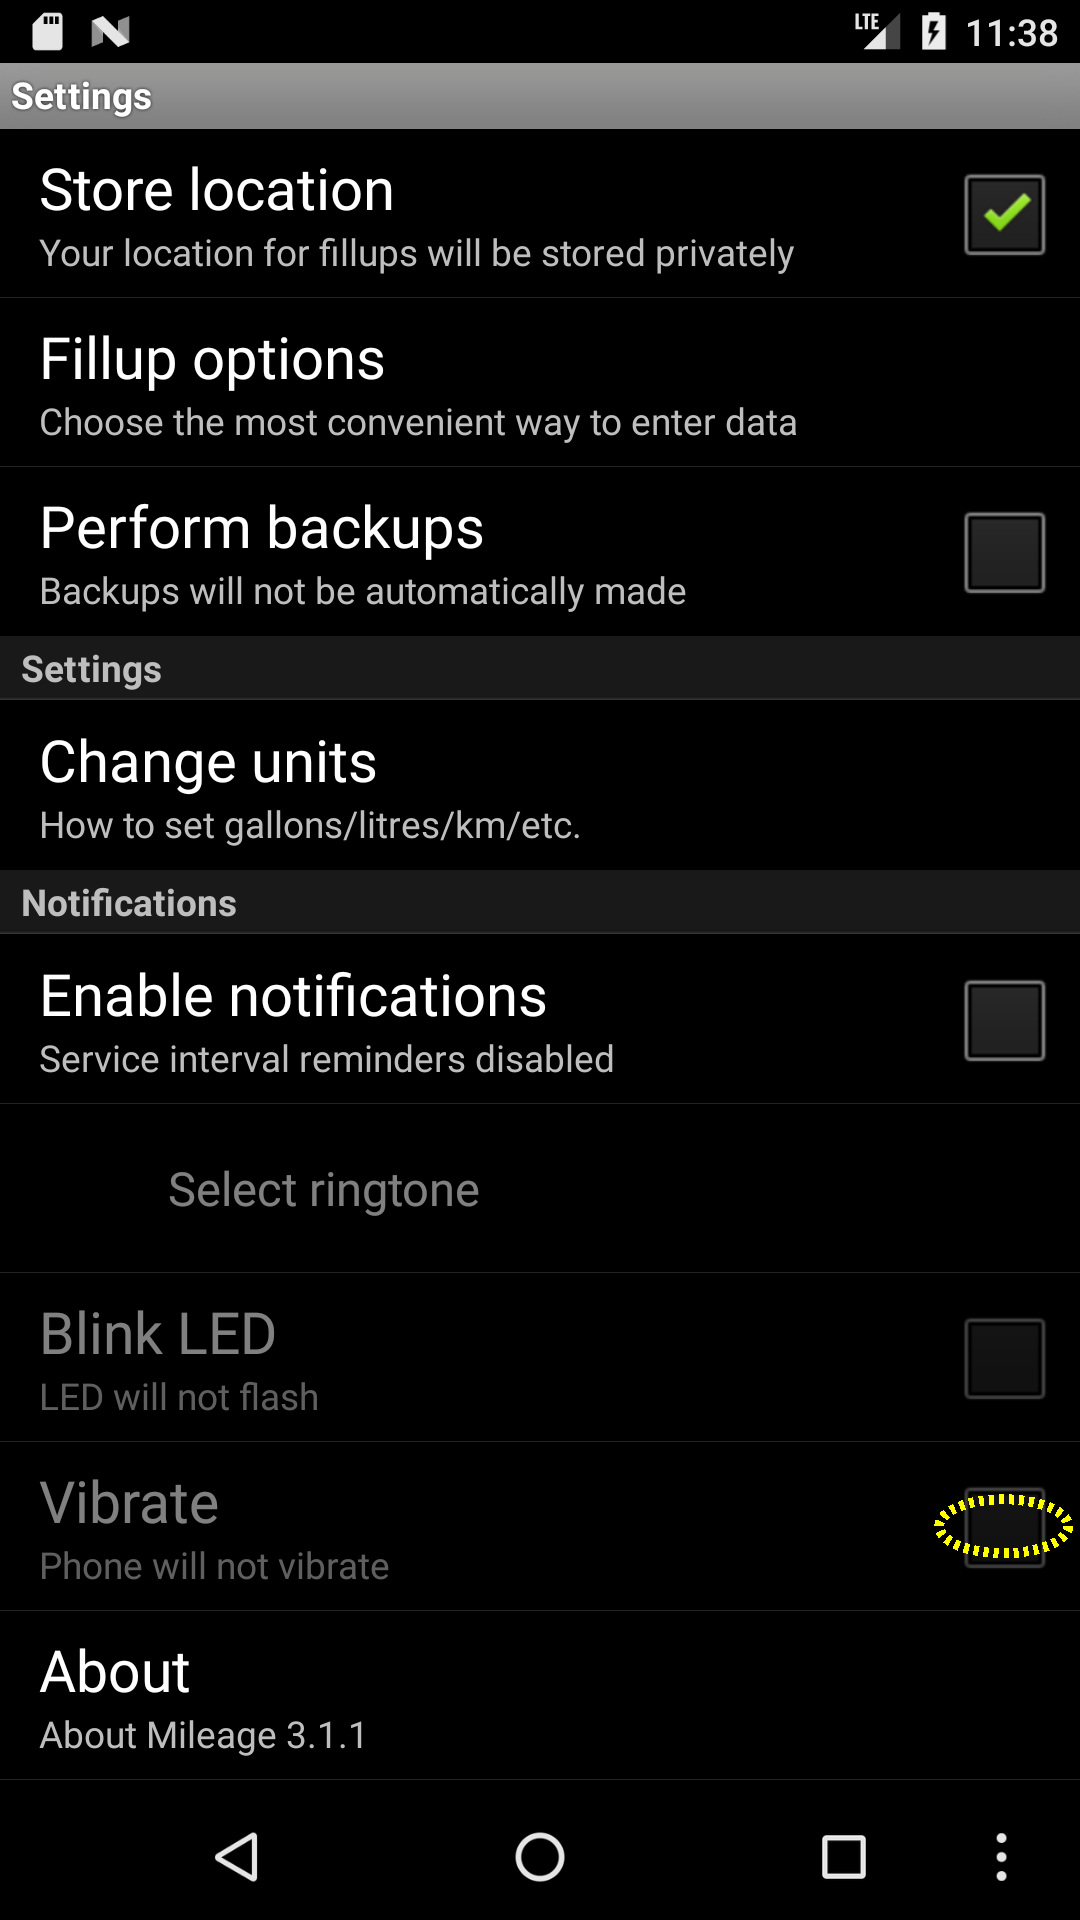 LTE 11:38
Settings
Store location
Your location for fillups will be stored privately
Fillup options
Choose the most convenient way to enter data
Perform backups
Backups will not be automatically made
Settings
Change units
How to set gallons/litres/km/etc.
Notifications
Enable notifications
Service interval reminders disabled
Select ringtone
Blink LED
LED will not flash
Vibrate
Phone will not vibrate
About
About Mileage 3.1.1